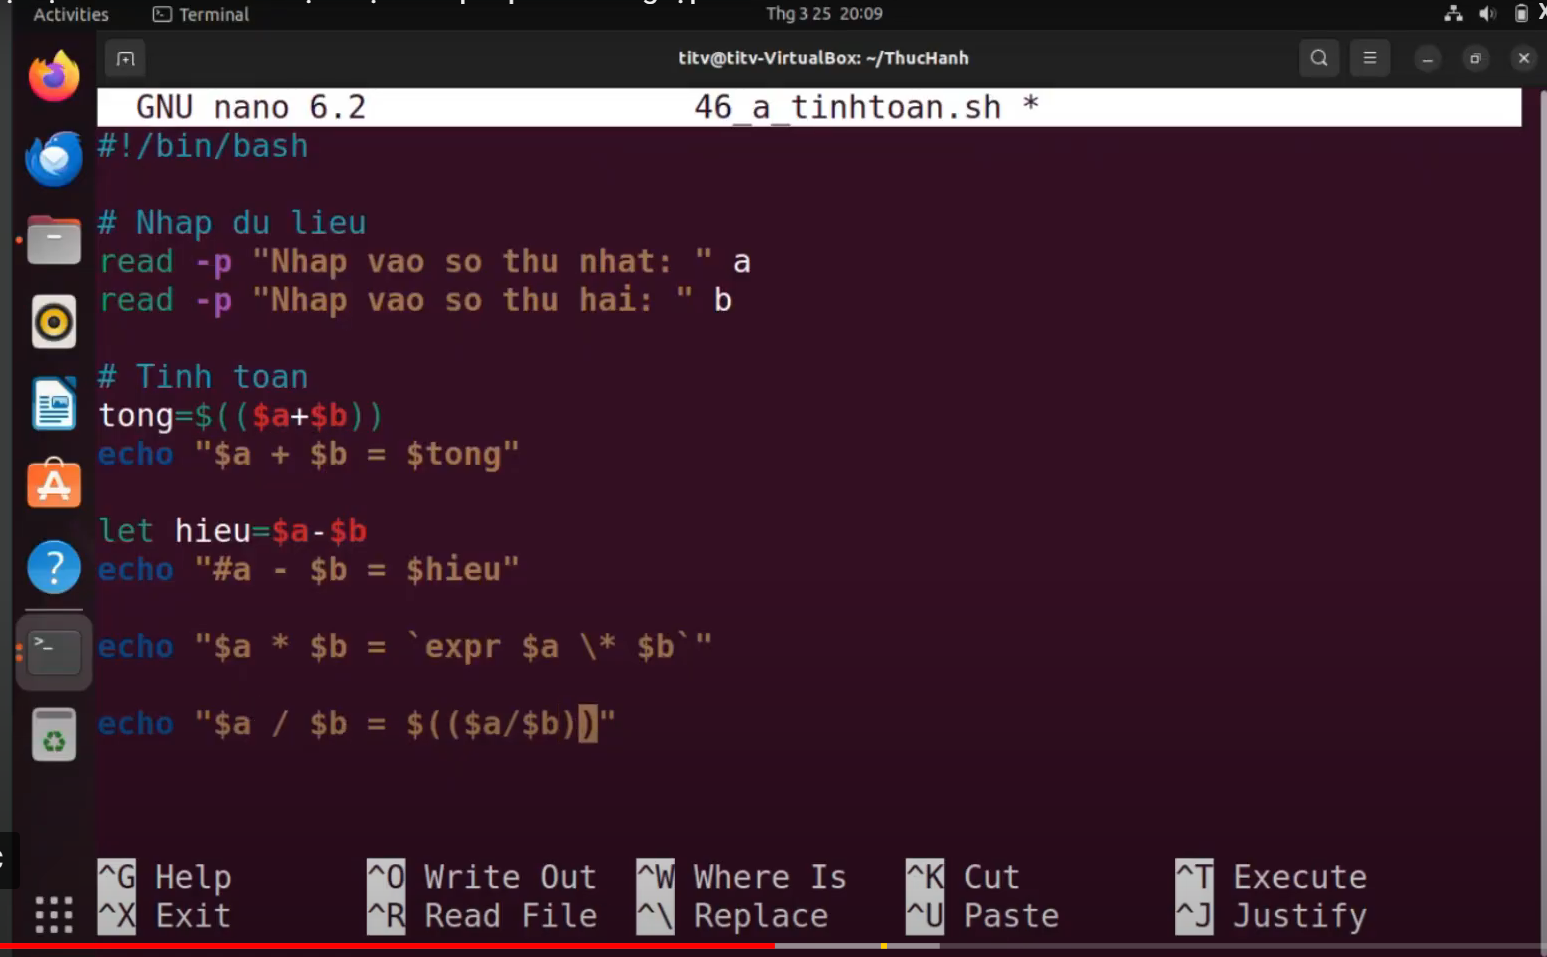 Activities Terminal Thg 3 25 20:09
titv@titv-VirtualBox: ~/ThucHanh
GNU nano 6.2 46_a_tinhtoan.sh *
#!/bin/bash
# Nhap du lieu
read -p "Nhap vao so thu nhat: " a
read -p "Nhap vao so thu hai: " b
# Tinh toan
tong=$(($a+$b))
echo "$a + $b = $tong"
let hieu=$a-$b
echo "#a - $b = $hieu"
echo "$a * $b = `expr $a \* $b`"
echo "$a / $b = $(($a/$b))"
^G Help ^O Write Out ^W Where Is ^K Cut ^T Execute
^X Exit ^R Read File ^\ Replace ^U Paste ^J Justify